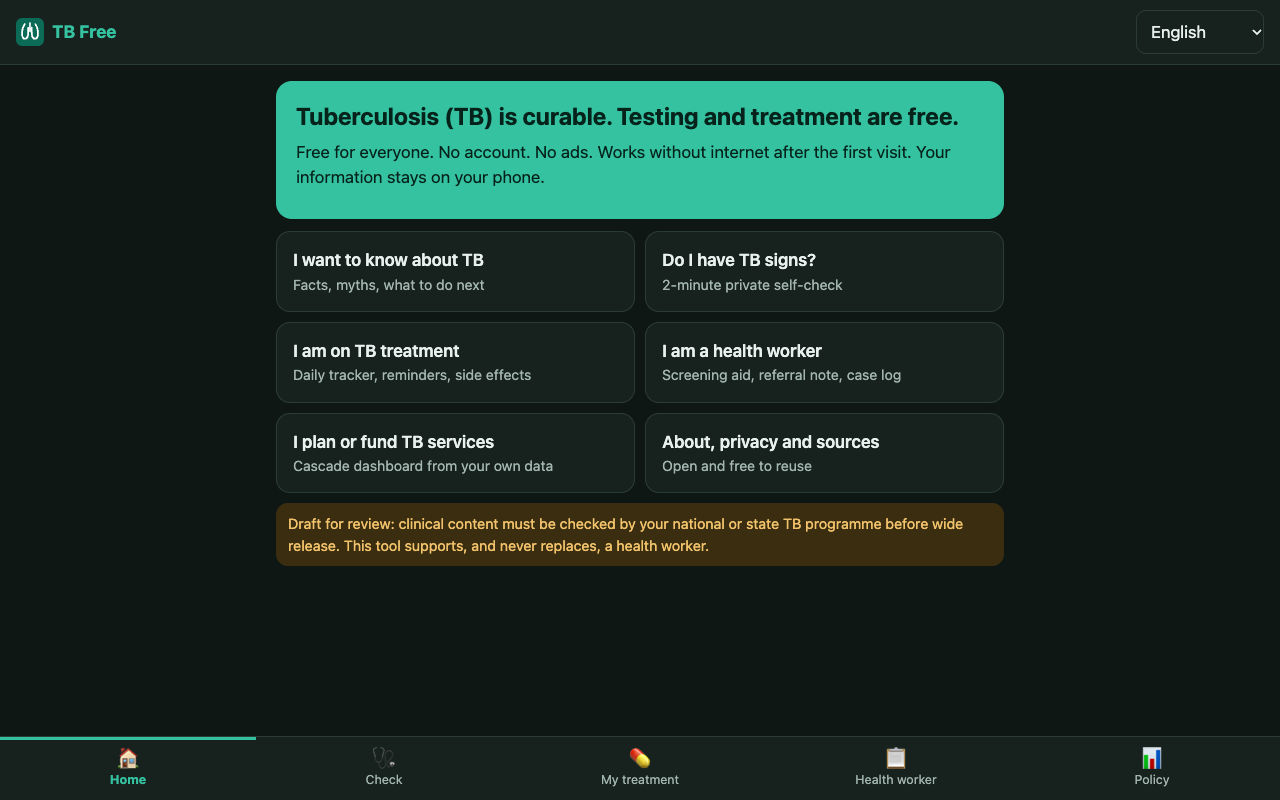 TB Free
English
Tuberculosis (TB) is curable. Testing and treatment are free.
Free for everyone. No account. No ads. Works without internet after the first visit. Your
information stays on your phone.
I want to know about TB
Facts, myths, what to do next
Do I have TB signs?
2-minute private self-check
I am on TB treatment
Daily tracker, reminders, side effects
I am a health worker
Screening aid, referral note, case log
I plan or fund TB services
Cascade dashboard from your own data
About, privacy and sources
Open and free to reuse
Draft for review: clinical content must be checked by your national or state TB programme before wide
release. This tool supports, and never replaces, a health worker.
Home
Check
My treatment
Health worker
Policy